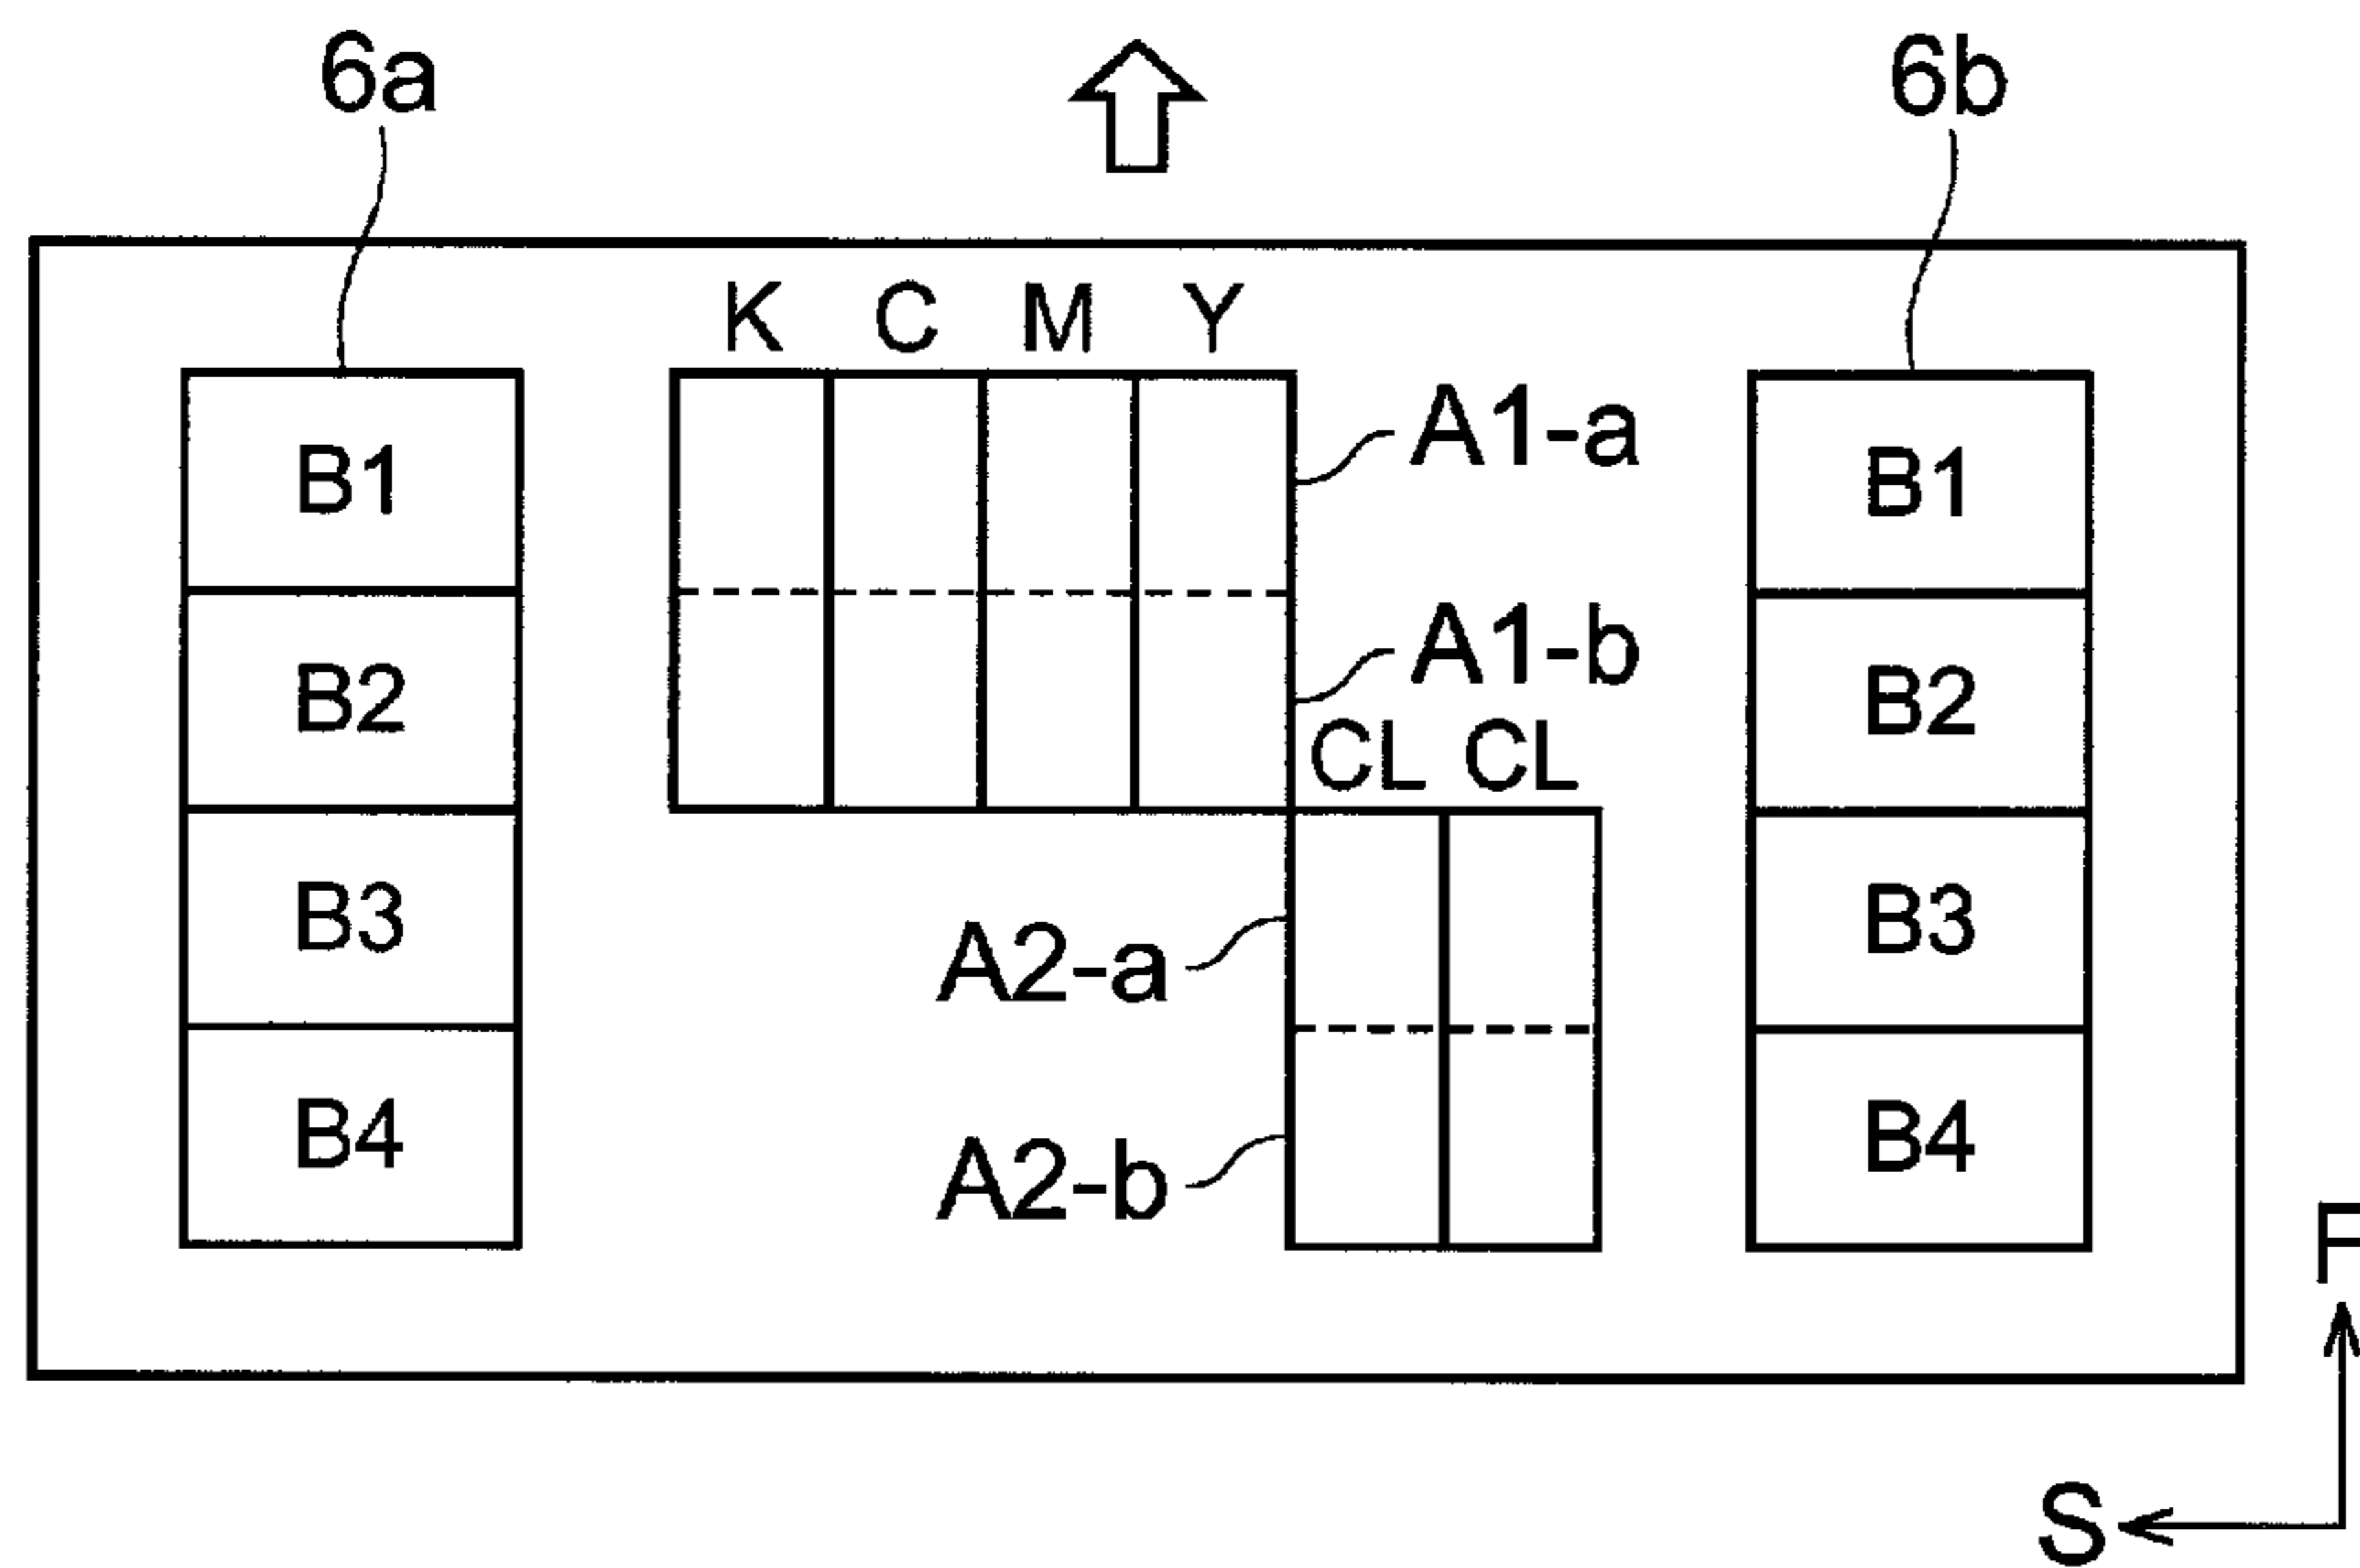 6a 6b
K C M Y
A1-a
B1 B1
A1-b
B2 B2
CL CL
B3 B3
A2-a
B4 B4
A2-b
F
S